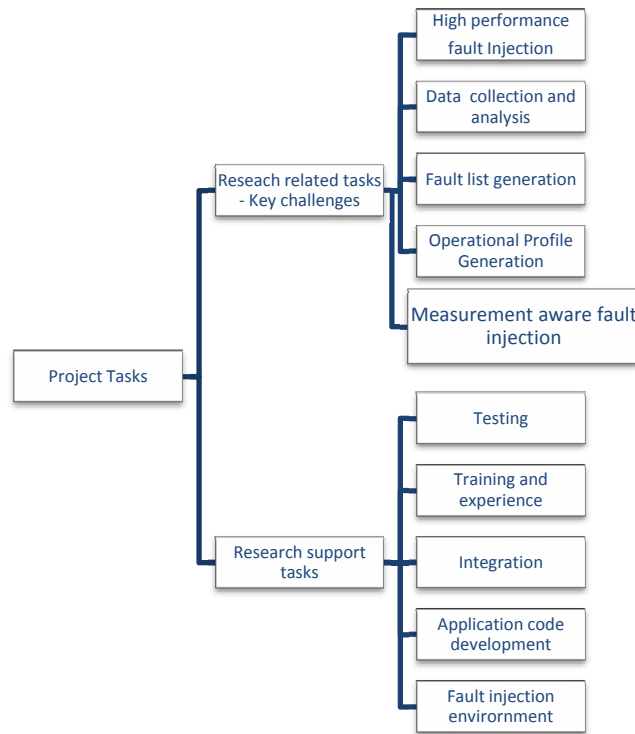 High performance
fault Injection
Data collection and
analysis
Reseach related tasks
- Key challenges
Fault list generation
Operational Profile
Generation
Measurement aware fault
injection
Project Tasks
Testing
Training and
experience
Research support
tasks
Integration
Application code
development
Fault injection
envirornment